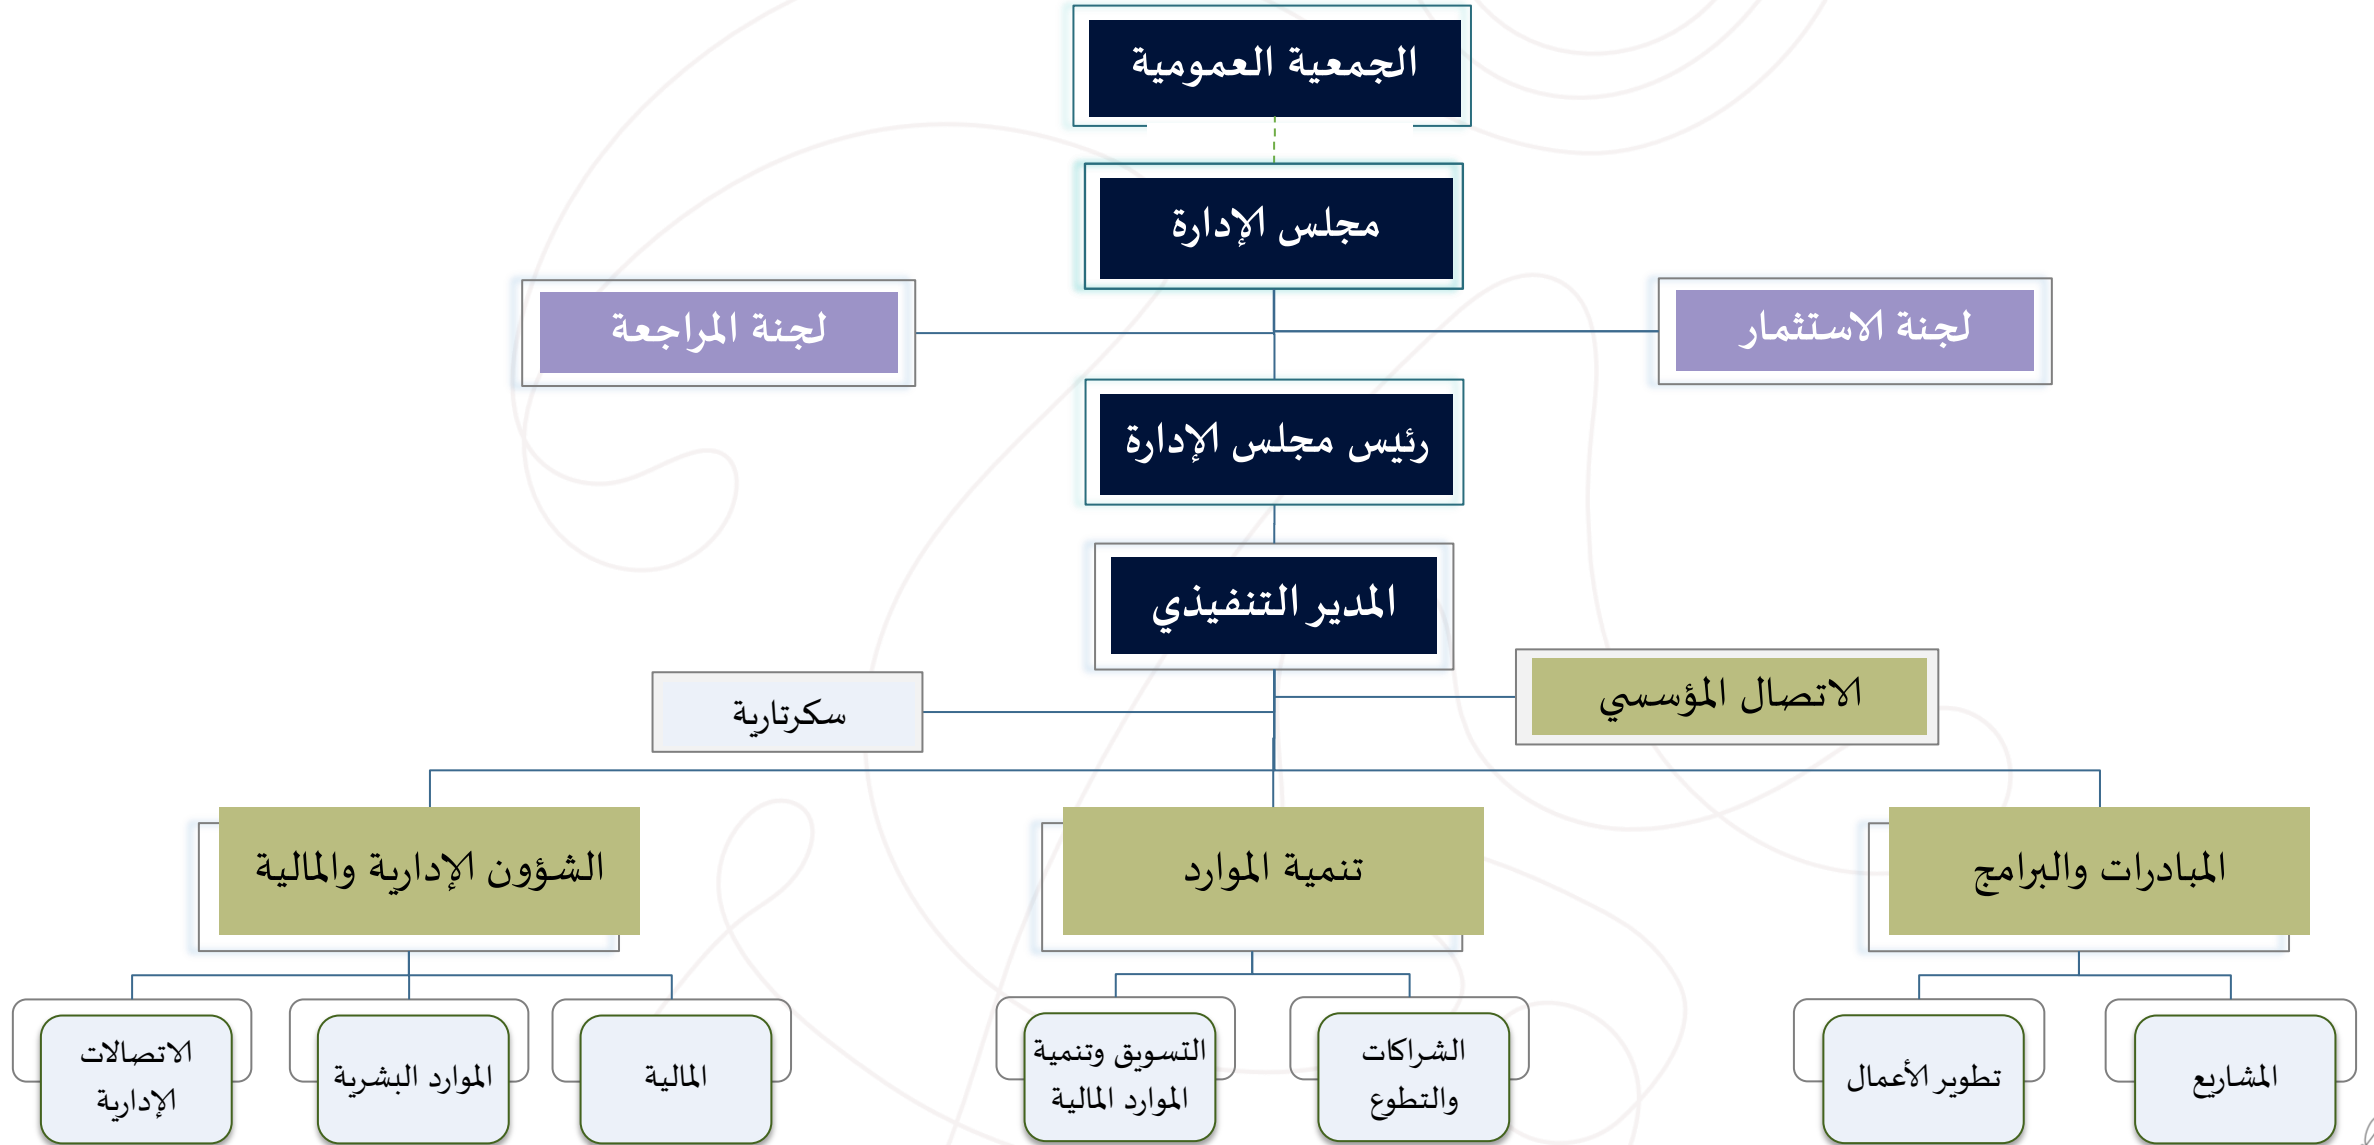 الجمعية العمومية
مجلس الإدارة
لجنة الاستثمار
لجنة المراجعة
رئيس مجلس الإدارة
المدير التنفيذي
الاتصال المؤسسي
سكرتارية
المبادرات والبرامج
تنمية الموارد
الشؤون الإدارية والمالية
المشاريع
تطوير الأعمال
الشراكات
والتطوع
التسويق وتنمية
الموارد المالية
المالية
الموارد البشرية
الاتصالات
الإدارية